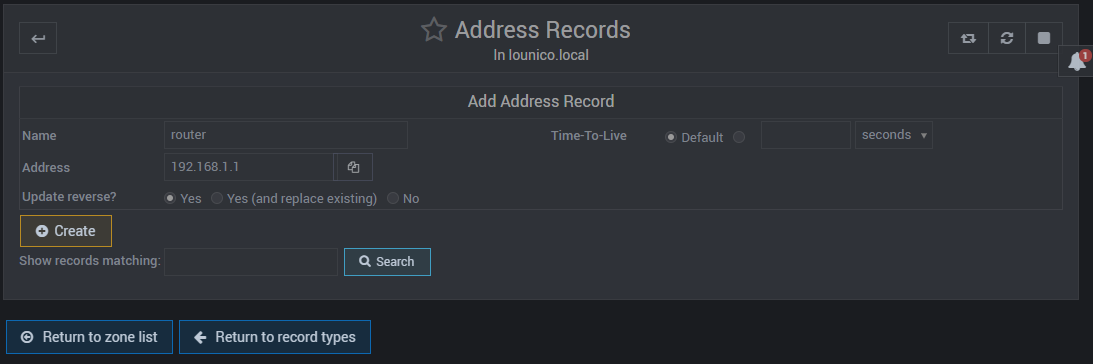 Address Records
In lounico.local
1
Add Address Record
Name router Time-To-Live Default seconds
Address 192.168.1.1
Update reverse? Yes Yes (and replace existing) No
Create
Show records matching: Search
Return to zone list Return to record types